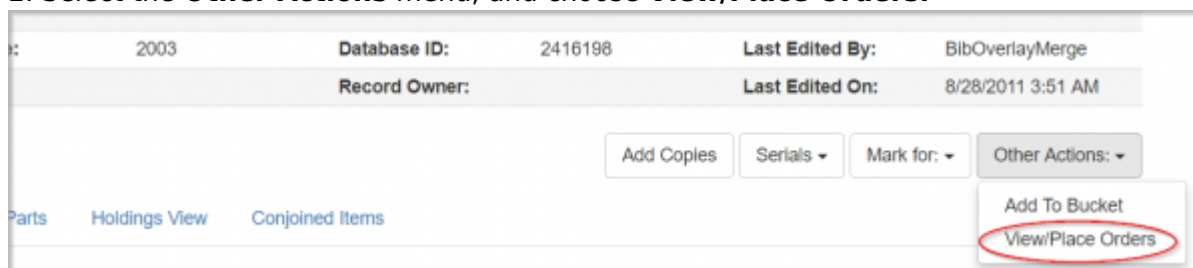 2. Select the Other Actions menu, and choose View/Place Orders.
2003 Database ID: 2416198 Last Edited By: BibOverlayMerge
Record Owner: Last Edited On: 8/28/2011 3:51 AM
Add Copies Serials Mark for: Other Actions:
Parts Holdings View Conjoined Items
Add To Bucket
View/Place Orders